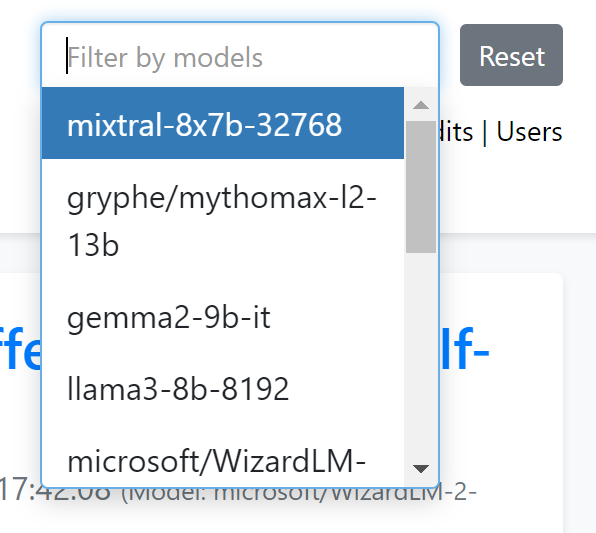 Filter by models
Reset
mixtral-8x7b-32768
dits | Users
gryphe/mythomax-l2-
13b
gemma2-9b-it
ffe
lf-
llama3-8b-8192
microsoft/WizardLM-
17:42:08 (Model: microsoft/WizardLM-2-